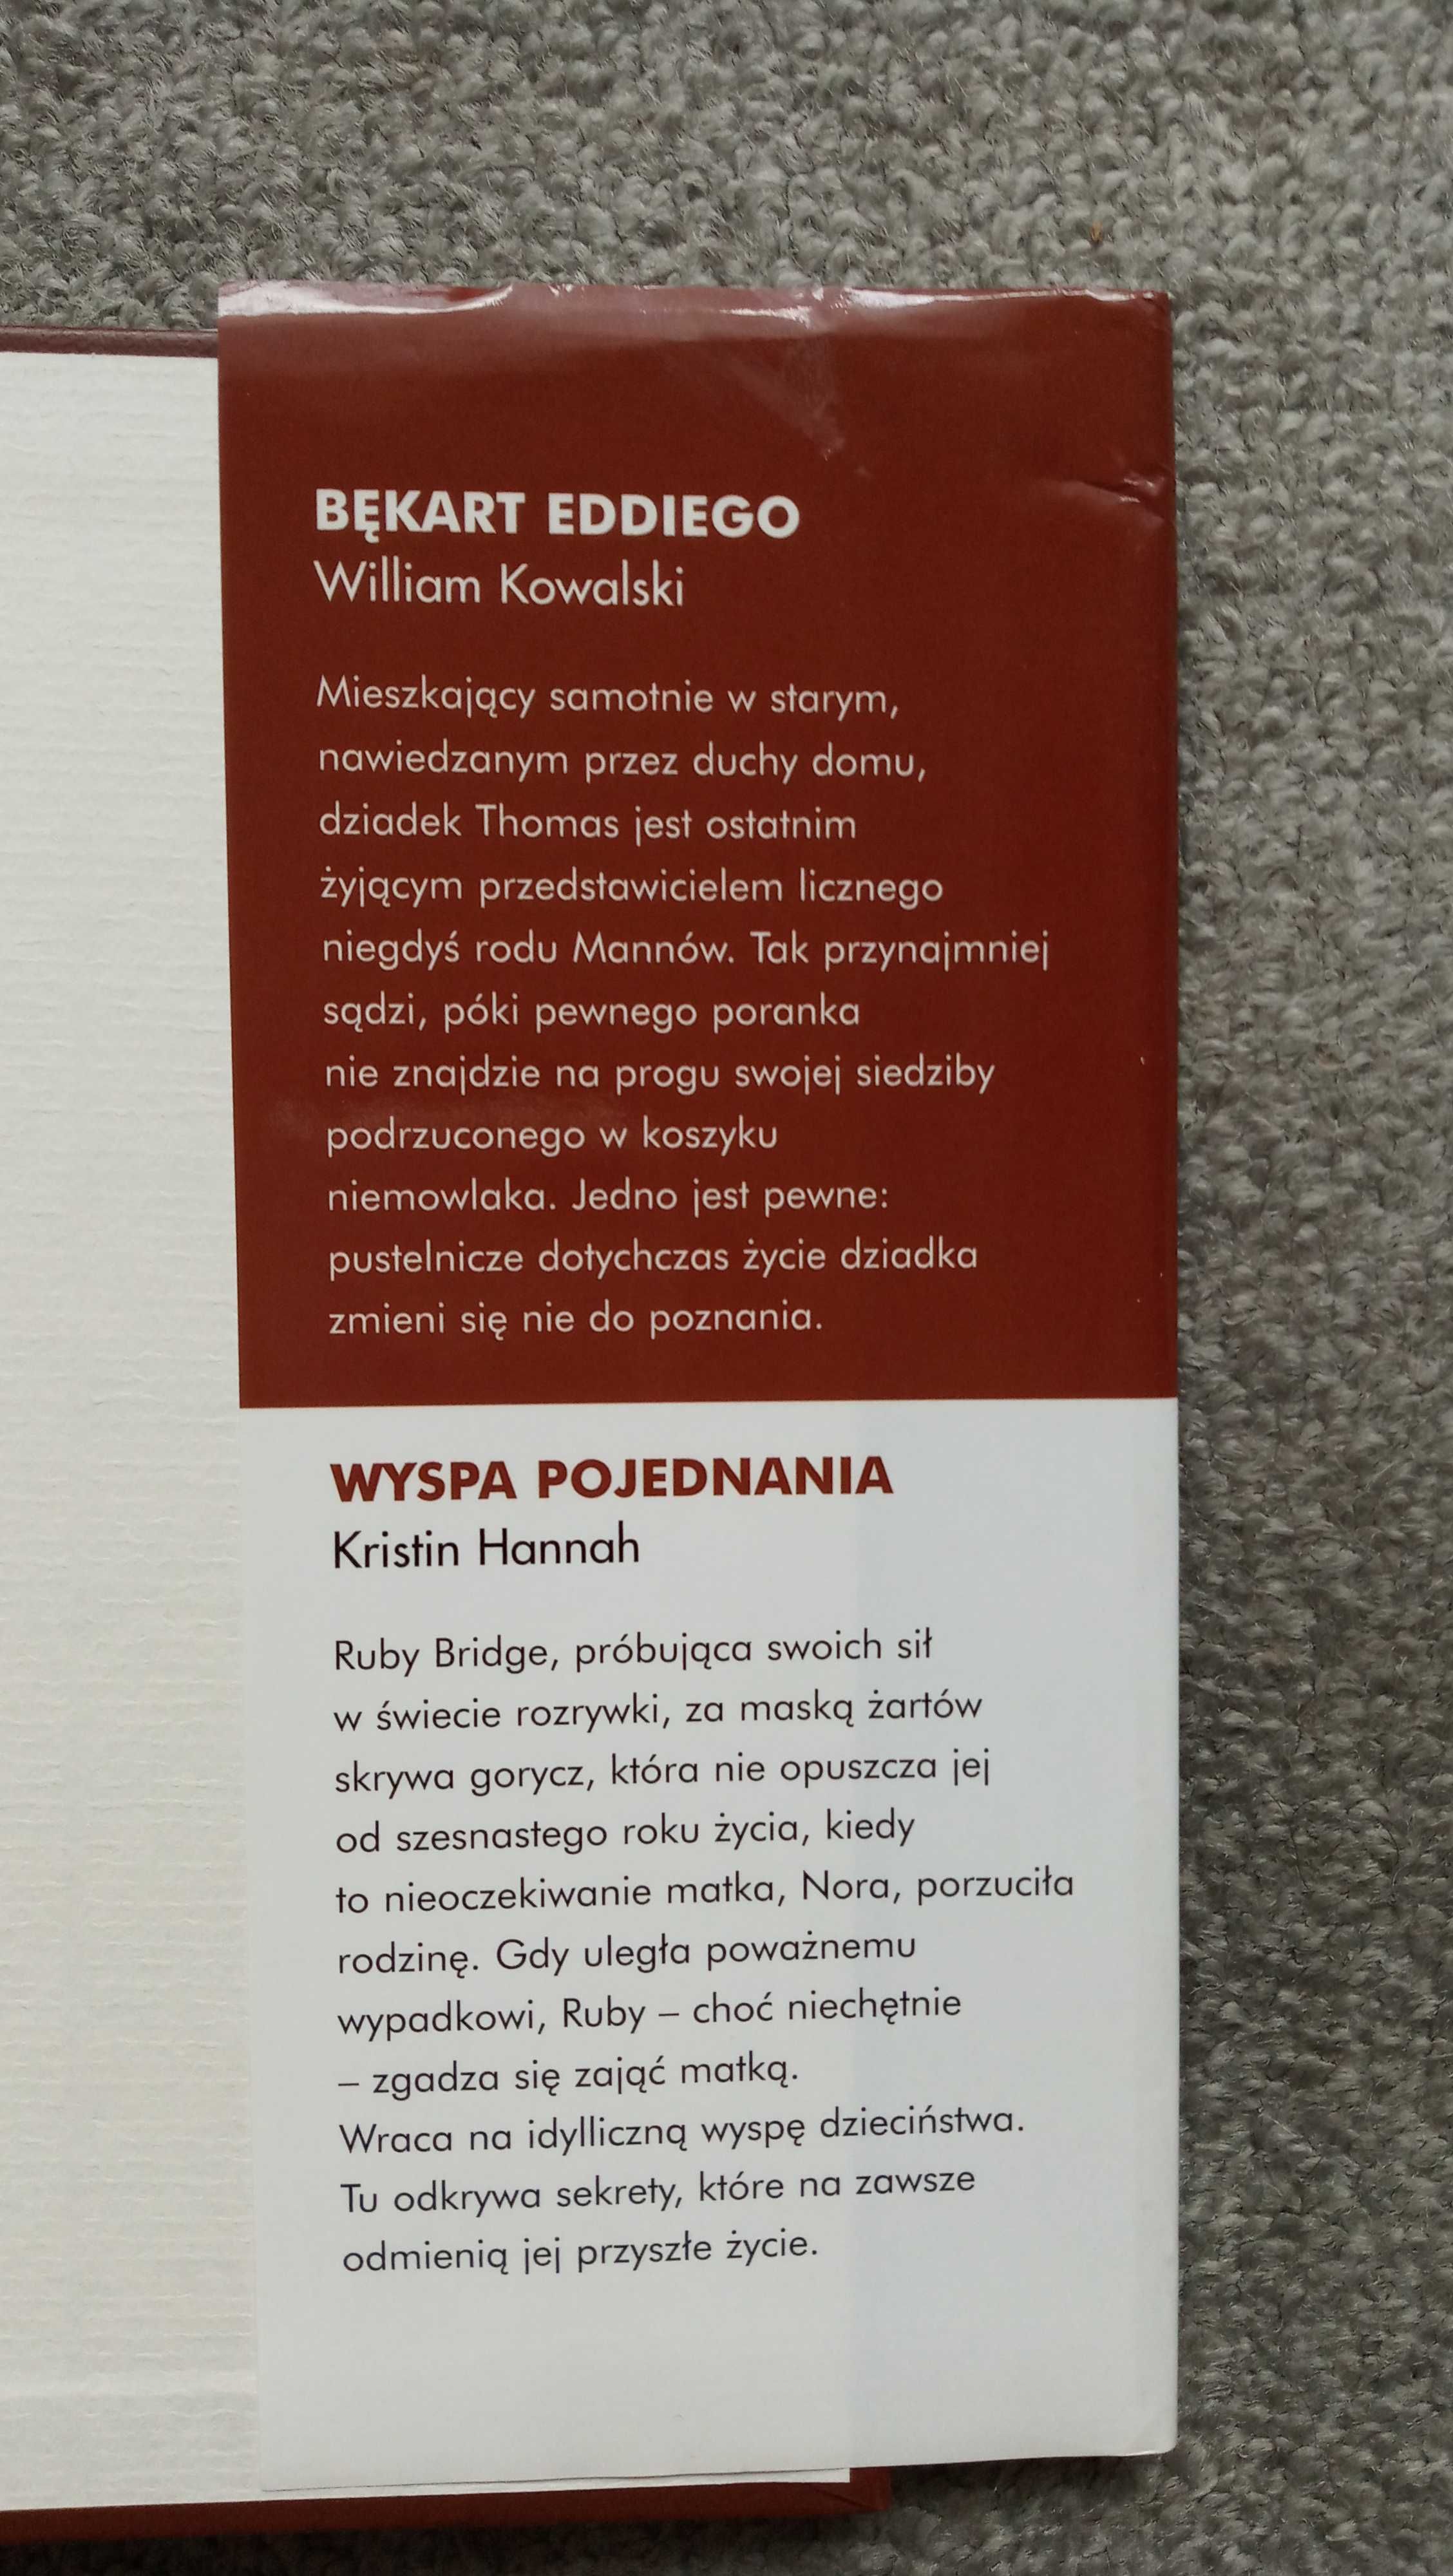 BĘKART EDDIEGO
William Kowalski
Mieszkający samotnie w starym,
nawiedzanym przez duchy domu,
dziadek Thomas jest ostatnim
żyjącym przedstawicielem licznego
niegdyś rodu Mannów. Tak przynajmniej
sądzi, póki pewnego poranka
nie znajdzie na progu swojej siedziby
podrzuconego w koszyku
niemowlaka. Jedno jest pewne:
pustelnicze dotychczas życie dziadka
zmieni się nie do poznania.
WYSPA POJEDNANIA
Kristin Hannah
Ruby Bridge, próbująca swoich sił
w świecie rozrywki, za maską żartów
skrywa gorycz, która nie opuszcza jej
od szesnastego roku życia, kiedy
to nieoczekiwanie matka, Nora, porzuciła
rodzinę. Gdy uległa poważnemu
wypadkowi, Ruby – choć niechętnie
– zgadza się zająć matką.
Wraca na idylliczną wyspę dzieciństwa.
Tu odkrywa sekrety, które na zawsze
odmienią jej przyszłe życie.